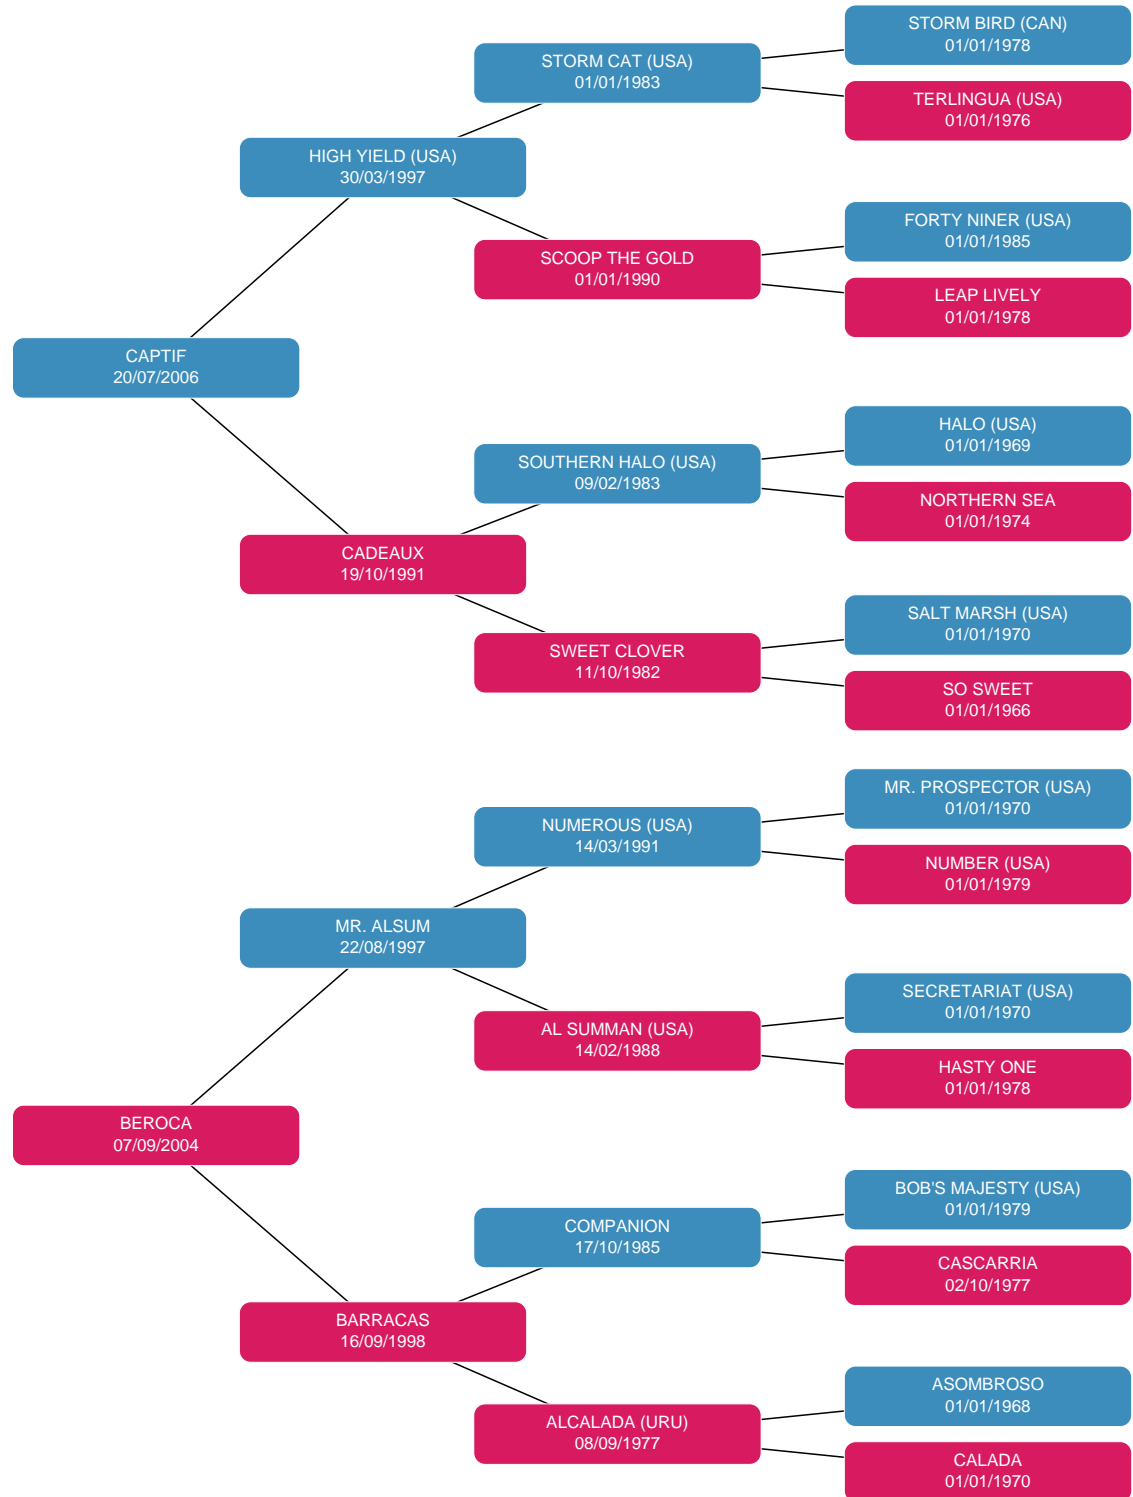 STORM BIRD (CAN)
01/01/1978
STORM CAT (USA)
01/01/1983
TERLINGUA (USA)
01/01/1976
HIGH YIELD (USA)
30/03/1997
FORTY NINER (USA)
01/01/1985
SCOOP THE GOLD
01/01/1990
LEAP LIVELY
01/01/1978
CAPTIF
20/07/2006
HALO (USA)
01/01/1969
SOUTHERN HALO (USA)
09/02/1983
NORTHERN SEA
01/01/1974
CADEAUX
19/10/1991
SALT MARSH (USA)
01/01/1970
SWEET CLOVER
11/10/1982
SO SWEET
01/01/1966
MR. PROSPECTOR (USA)
01/01/1970
NUMEROUS (USA)
14/03/1991
NUMBER (USA)
01/01/1979
MR. ALSUM
22/08/1997
SECRETARIAT (USA)
01/01/1970
AL SUMMAN (USA)
14/02/1988
HASTY ONE
01/01/1978
BEROCA
07/09/2004
BOB'S MAJESTY (USA)
01/01/1979
COMPANION
17/10/1985
CASCARRIA
02/10/1977
BARRACAS
16/09/1998
ASOMBROSO
01/01/1968
ALCALADA (URU)
08/09/1977
CALADA
01/01/1970